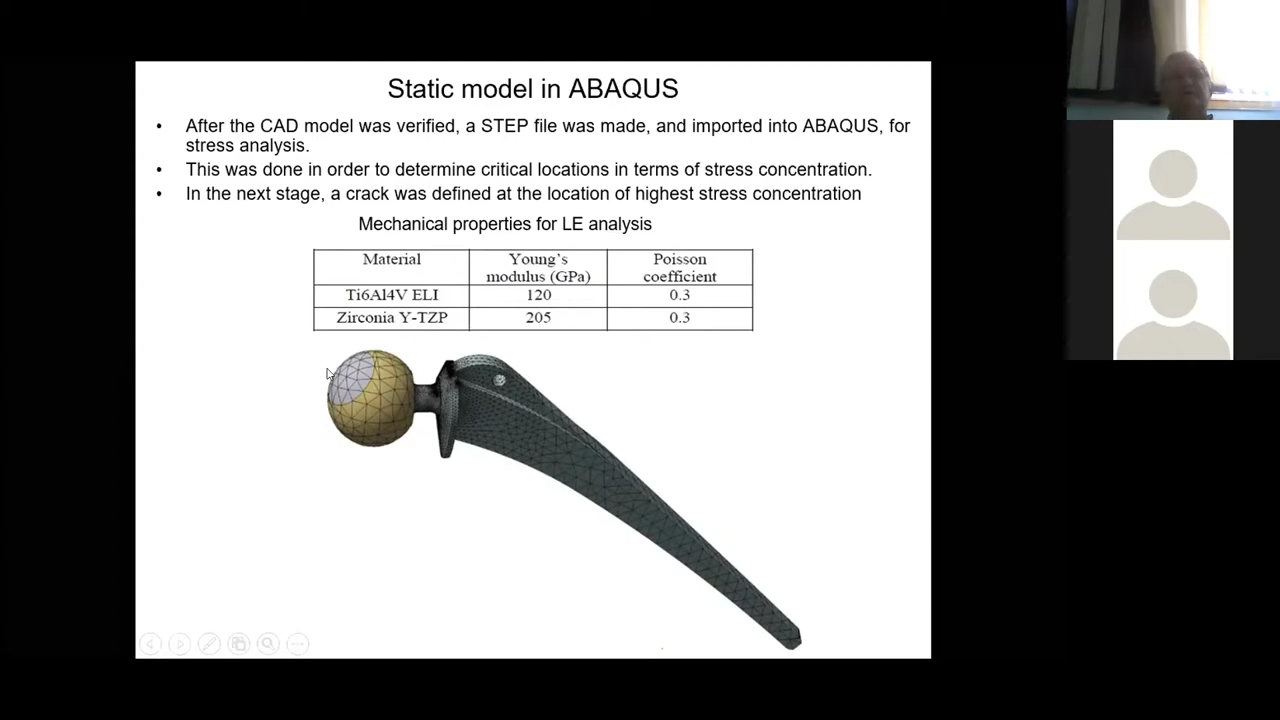 Static model in ABAQUS
• After the CAD model was verified, a STEP file was made, and imported into ABAQUS, for
stress analysis.
• This was done in order to determine critical locations in terms of stress concentration.
• In the next stage, a crack was defined at the location of highest stress concentration
Mechanical properties for LE analysis
Material Young's modulus (GPa) Poisson coefficient
Ti6Al4V ELI 120 0.3
Zirconia Y-TZP 205 0.3